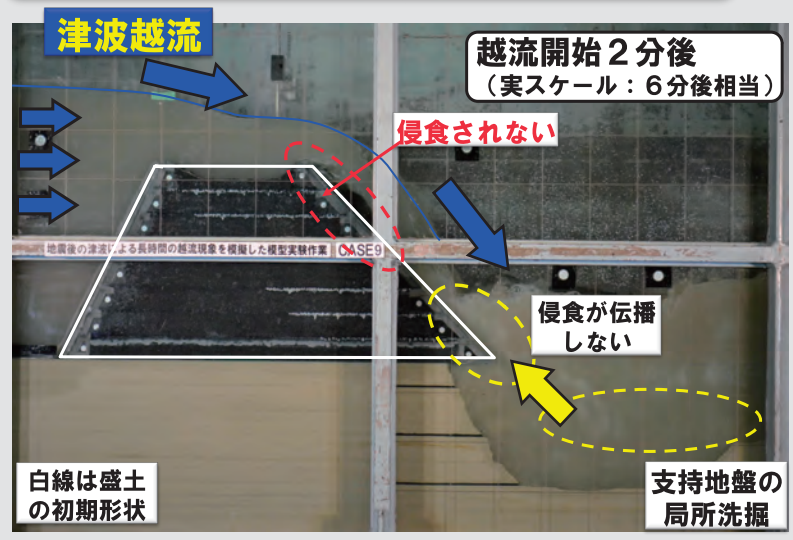 津波越流
越流開始２分後
（実スケール：６分後相当）
侵食されない
地震後の津波による長時間の越流現象を模擬した模型実験作業 CASE9
侵食が伝播
しない
白線は盛土
の初期形状
支持地盤の
局所洗掘